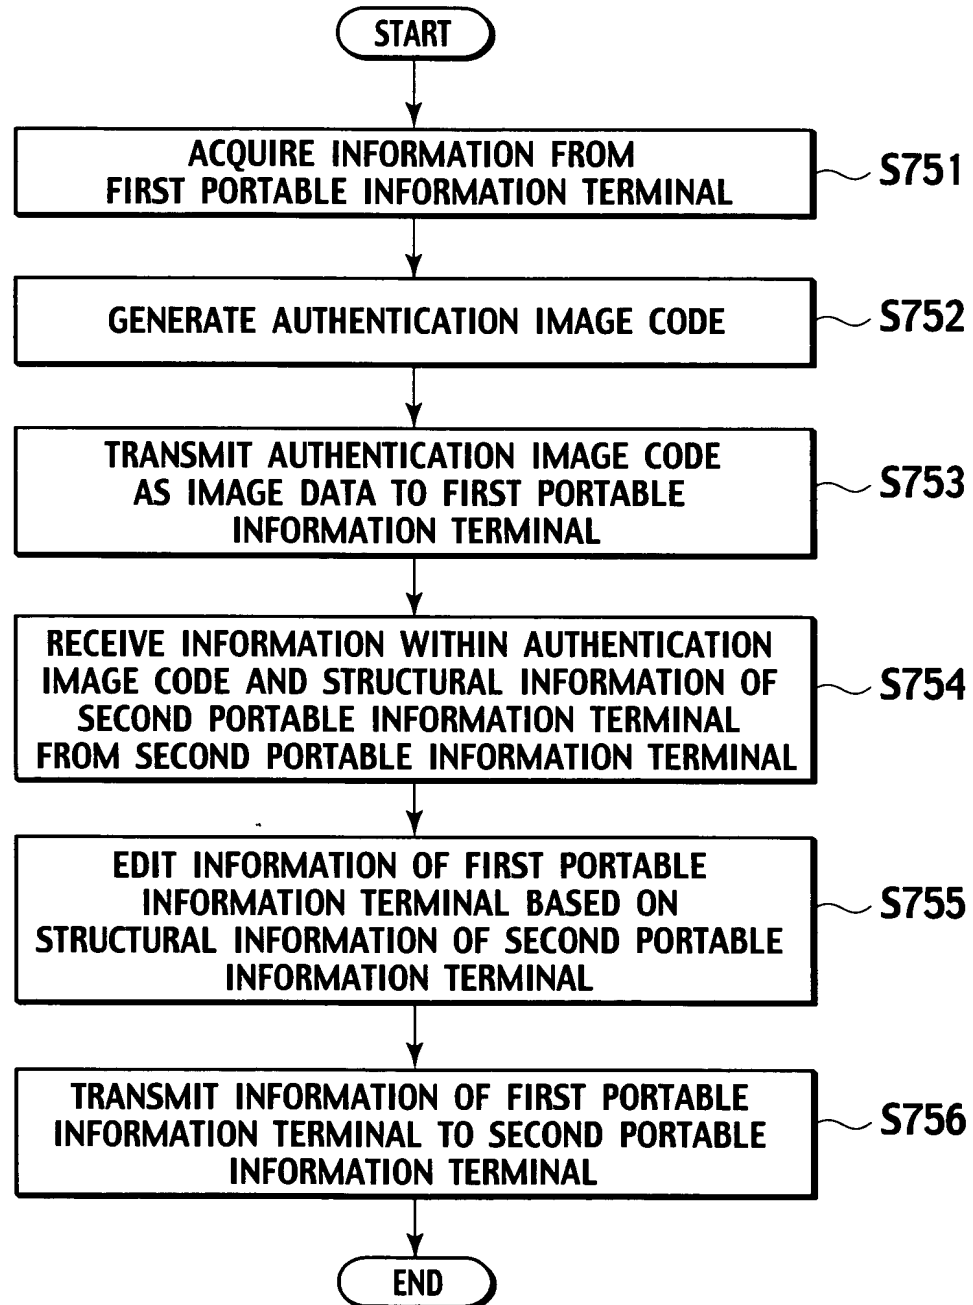 START
ACQUIRE INFORMATION FROM
FIRST PORTABLE INFORMATION TERMINAL
S751
GENERATE AUTHENTICATION IMAGE CODE
S752
TRANSMIT AUTHENTICATION IMAGE CODE
AS IMAGE DATA TO FIRST PORTABLE
INFORMATION TERMINAL
S753
RECEIVE INFORMATION WITHIN AUTHENTICATION
IMAGE CODE AND STRUCTURAL INFORMATION OF
SECOND PORTABLE INFORMATION TERMINAL
FROM SECOND PORTABLE INFORMATION TERMINAL
S754
EDIT INFORMATION OF FIRST PORTABLE
INFORMATION TERMINAL BASED ON
STRUCTURAL INFORMATION OF SECOND PORTABLE
INFORMATION TERMINAL
S755
TRANSMIT INFORMATION OF FIRST PORTABLE
INFORMATION TERMINAL TO SECOND PORTABLE
INFORMATION TERMINAL
S756
END